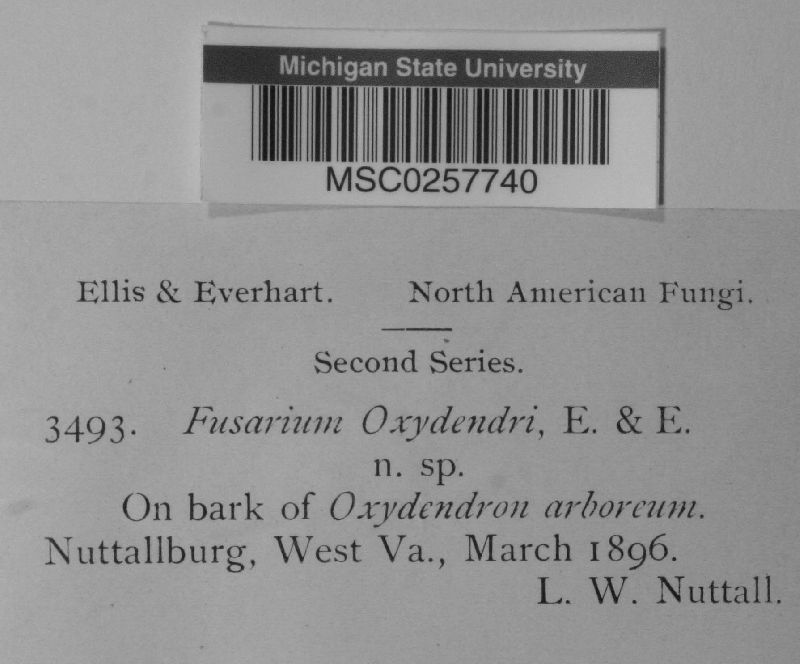 Michigan State University
MSC0257740
Ellis & Everhart. North American Fungi.
Second Series.
3493. Fusarium Oxydendri, E. & E.
n. sp.
On bark of Oxydendron arboreum.
Nuttallburg, West Va., March 1896.
L. W. Nuttall.